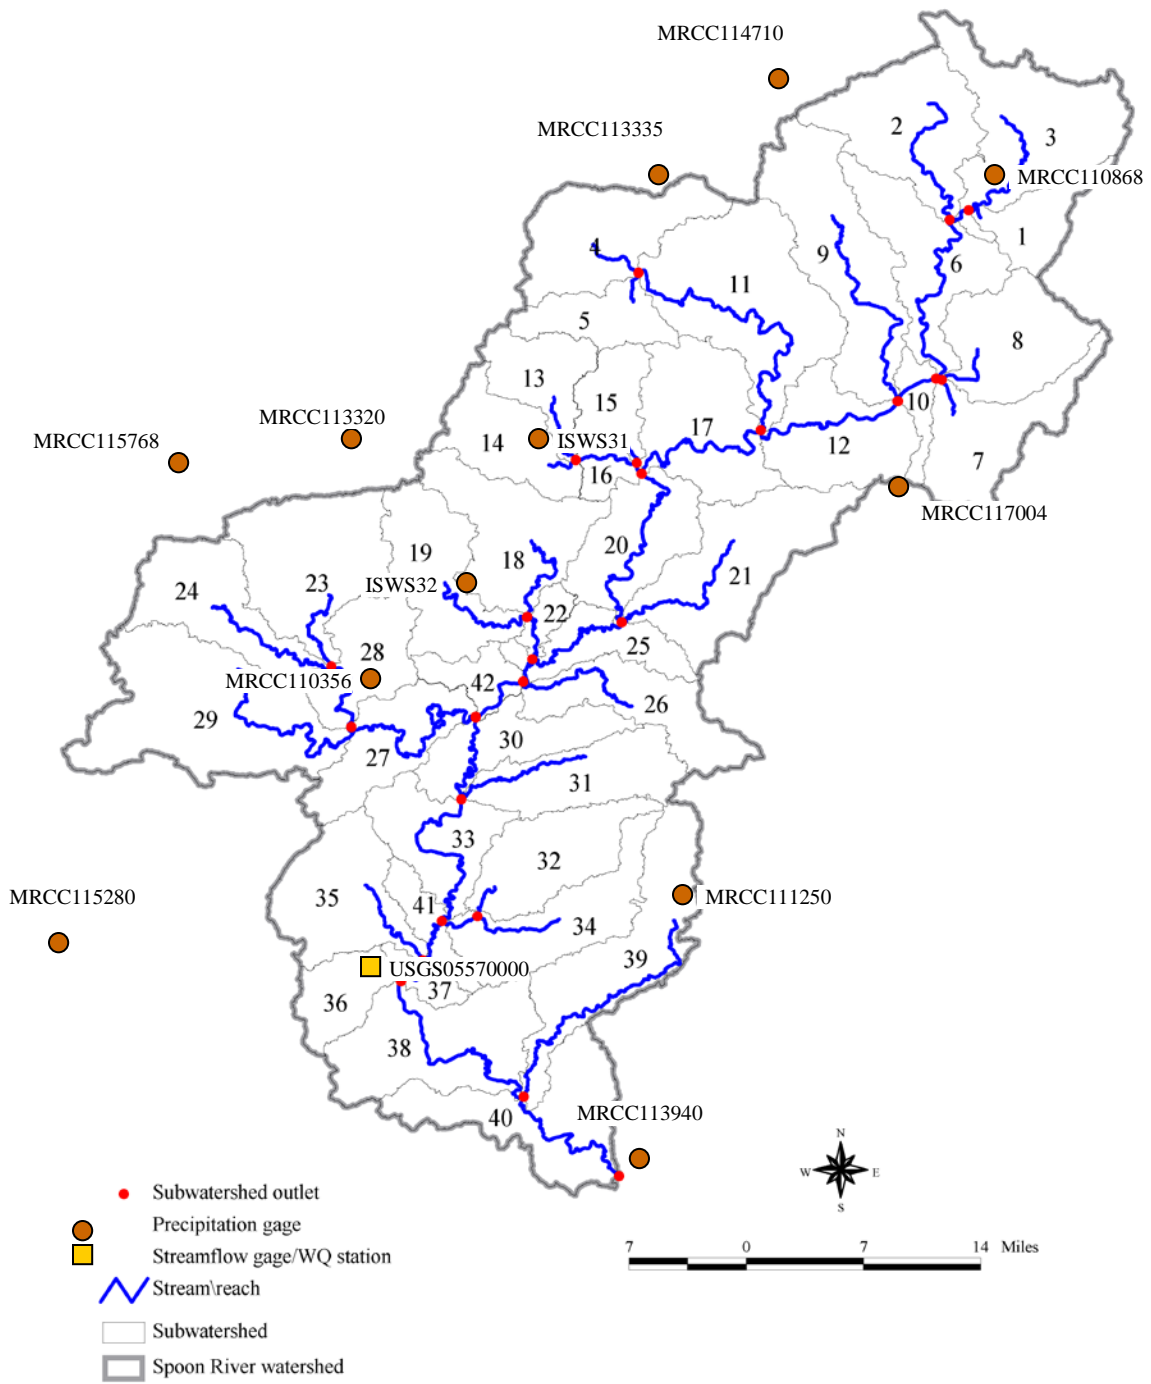 MRCC114710
2
MRCC113335
3
MRCC110868
1
4
9
6
11
5
8
13
15
10
MRCC113320
17
MRCC115768
14
ISWS31
12
16
7
MRCC117004
20
19
18
21
24
23
ISWS32
22
28
25
MRCC110356
42
26
29
30
27
31
33
32
35
41
MRCC111250
MRCC115280
34
39
USGS05570000
36
37
38
MRCC113940
40
N
W
E
S
Subwatershed outlet
Precipitation gage
Streamflow gage/WQ station
7 0 7 14 Miles
Stream\reach
Subwatershed
Spoon River watershed